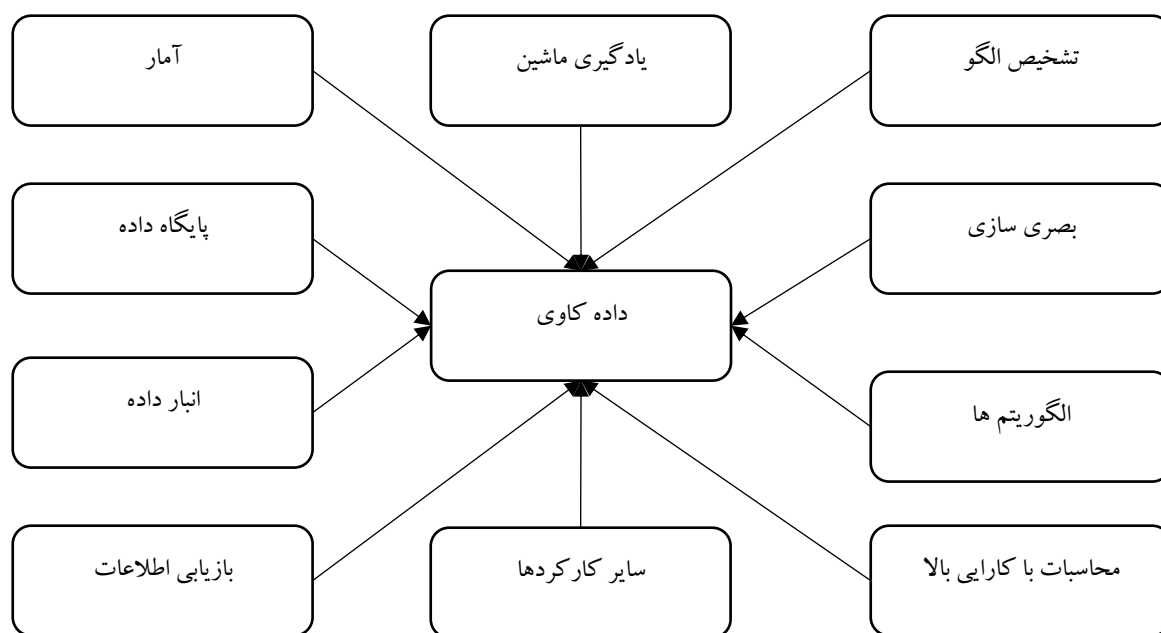 تشخیص الگو
یادگیری ماشین
آمار
بصری سازی
پایگاه داده
داده کاوی
الگوریتم ها
انبار داده
محاسبات با کارایی بالا
سایر کارکردها
بازیابی اطلاعات